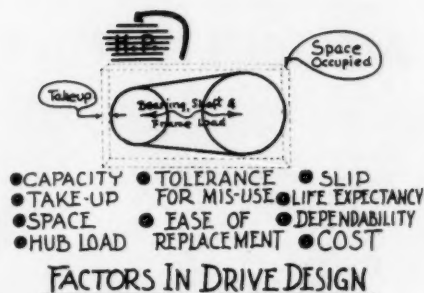 H.P.
Space
Occupied
Takeup
Bearing, Shaft &
Frame Load
●CAPACITY
●TAKE-UP
●SPACE
●HUB LOAD
●TOLERANCE
FOR MIS-USE
●EASE OF
REPLACEMENT
●SLIP
●LIFE EXPECTANCY
●DEPENDABILITY
●COST
FACTORS IN DRIVE DESIGN